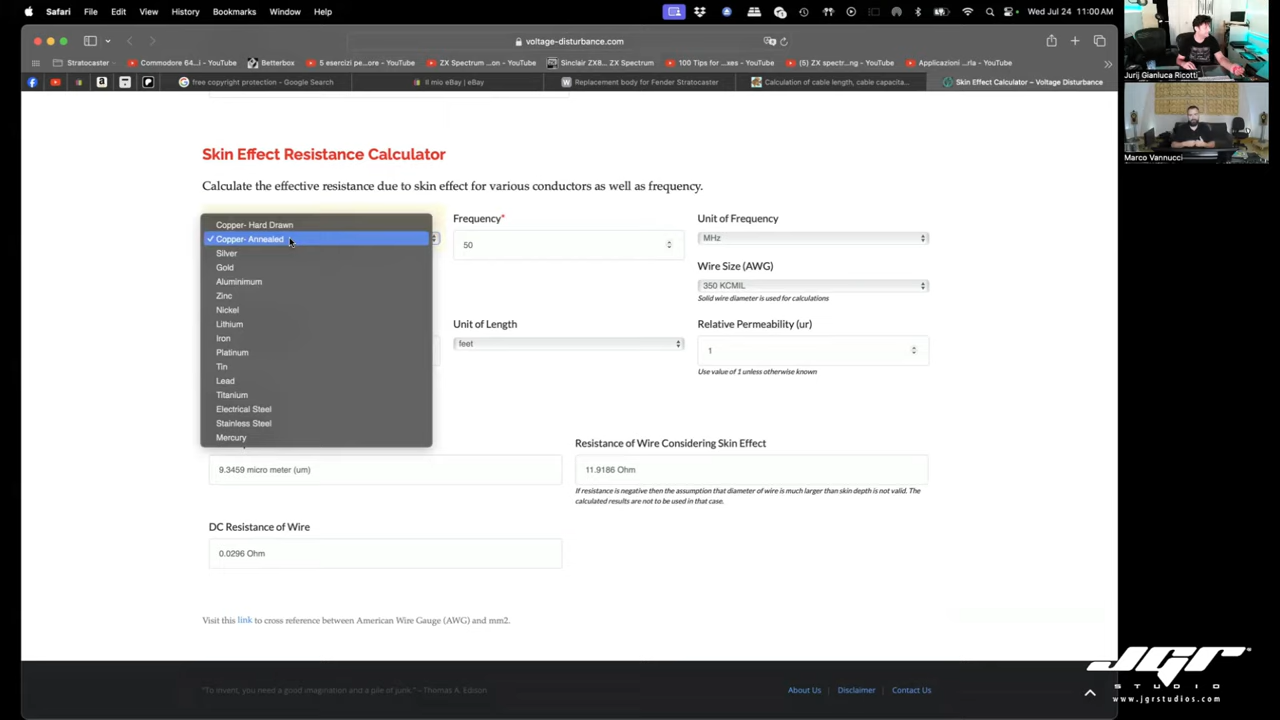 Safari File Edit View History Bookmarks Window Help
Wed Jul 24 11:00 AM
voltage-disturbance.com
Stratocaster
Commodore 64...l - YouTube
Betterbox
5 esercizi pe...ore - YouTube
ZX Spectrum ...on - YouTube
Sinclair ZX8... ZX Spectrum
100 Tips for ...xes - YouTube
(5) ZX spectr...ng - YouTube
Applicazioni ...rla - YouTube
free copyright protection - Google Search
Il mio eBay | eBay
Replacement body for Fender Stratocaster
Calculation of cable length, cable capacita...
Skin Effect Calculator – Voltage Disturbance
Jurij Gianluca Ricotti
Marco Vannucci
Skin Effect Resistance Calculator
Calculate the effective resistance due to skin effect for various conductors as well as frequency.
Copper- Hard Drawn
✓ Copper- Annealed
Silver
Gold
Aluminimum
Zinc
Nickel
Lithium
Iron
Platinum
Tin
Lead
Titanium
Electrical Steel
Stainless Steel
Mercury
Frequency*
50
Unit of Frequency
MHz
Wire Size (AWG)
350 KCMIL
Solid wire diameter is used for calculations
Unit of Length
feet
Relative Permeability (ur)
1
Use value of 1 unless otherwise known
9.3459 micro meter (um)
Resistance of Wire Considering Skin Effect
11.9186 Ohm
If resistance is negative then the assumption that diameter of wire is much larger than skin depth is not valid. The
calculated results are not to be used in that case.
DC Resistance of Wire
0.0296 Ohm
Visit this link to cross reference between American Wire Gauge (AWG) and mm2.
"To invent, you need a good imagination and a pile of junk." – Thomas A. Edison
About Us
Disclaimer
Contact Us
JGR
STUDIO
www.jgrstudios.com